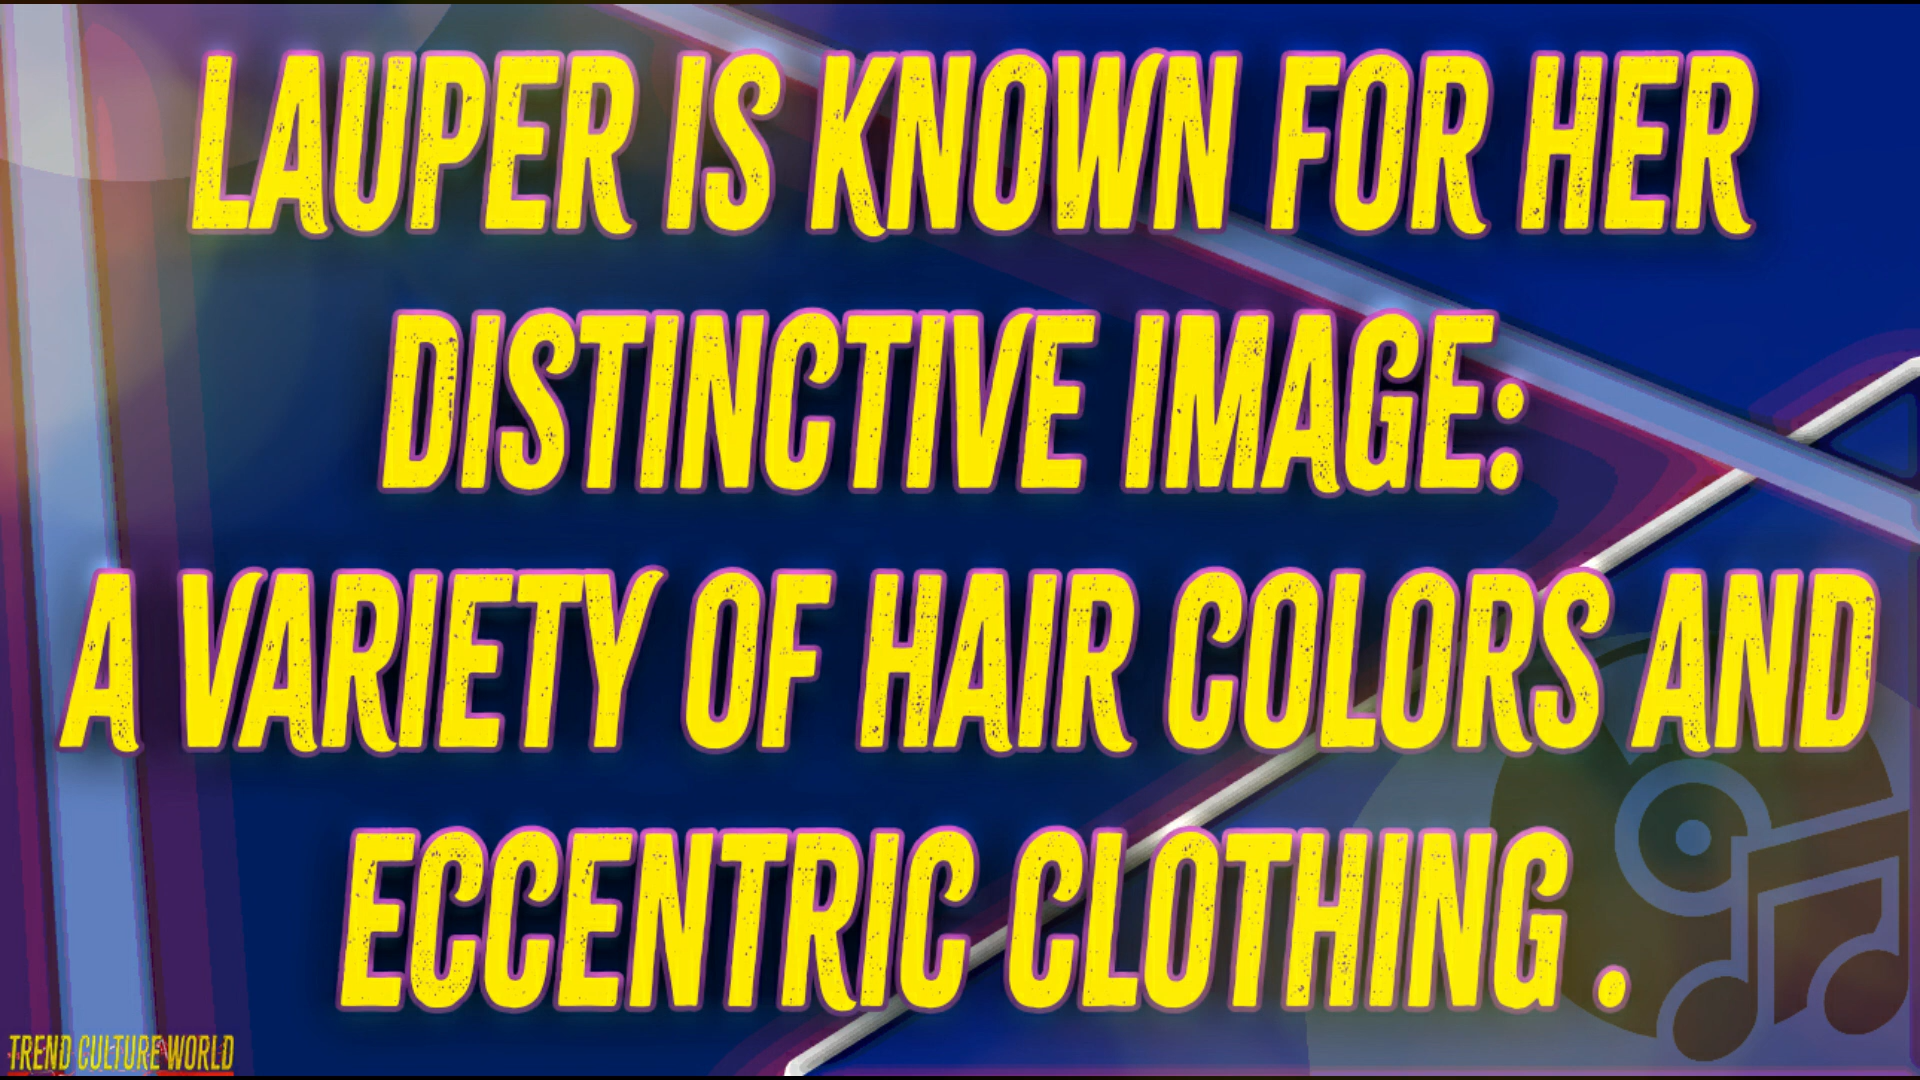 LAUPER IS KNOWN FOR HER
DISTINCTIVE IMAGE:
A VARIETY OF HAIR COLORS AND
ECCENTRIC CLOTHING .
TREND CULTURE WORLD